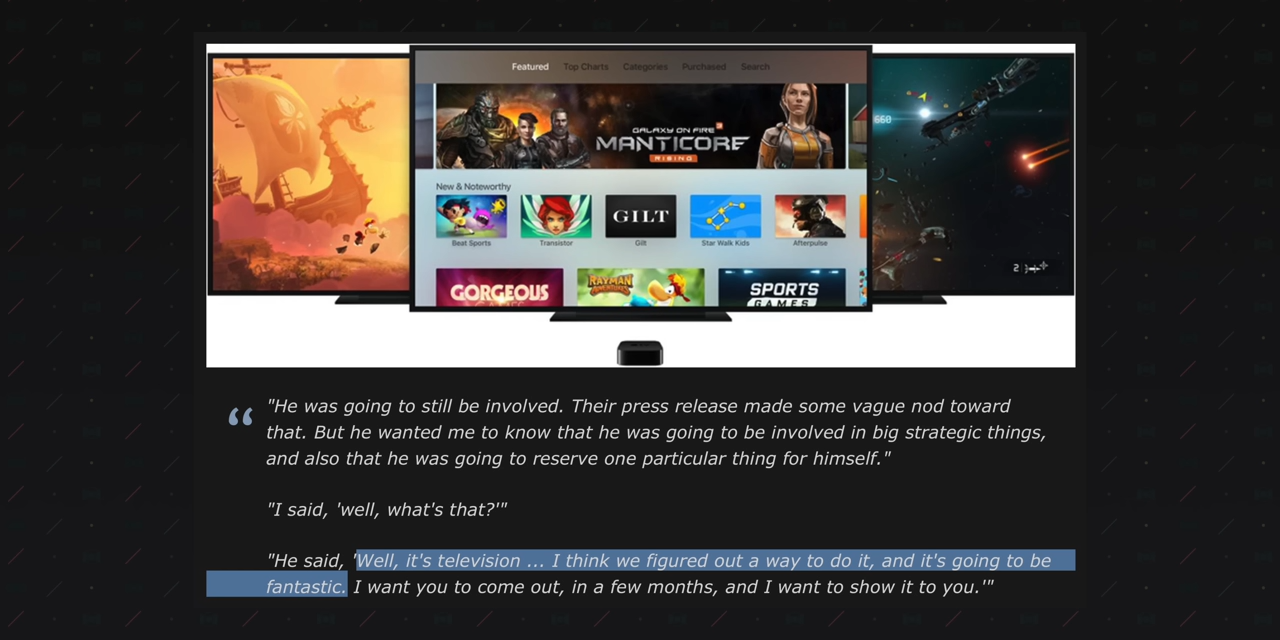 Featured Top Charts Categories Purchased Search
GALAXY ON FIRE 3
MANTICORE
RISING
660
New & Noteworthy
GILT
Beat Sports Transistor Gilt Star Walk Kids Afterpulse
GORGEOUS
GAMES
RAYMAN
ADVENTURES
SPORTS
GAMES
2
"He was going to still be involved. Their press release made some vague nod toward
that. But he wanted me to know that he was going to be involved in big strategic things,
and also that he was going to reserve one particular thing for himself."
"I said, 'well, what's that?'"
"He said, 'Well, it's television ... I think we figured out a way to do it, and it's going to be
fantastic. I want you to come out, in a few months, and I want to show it to you.'"